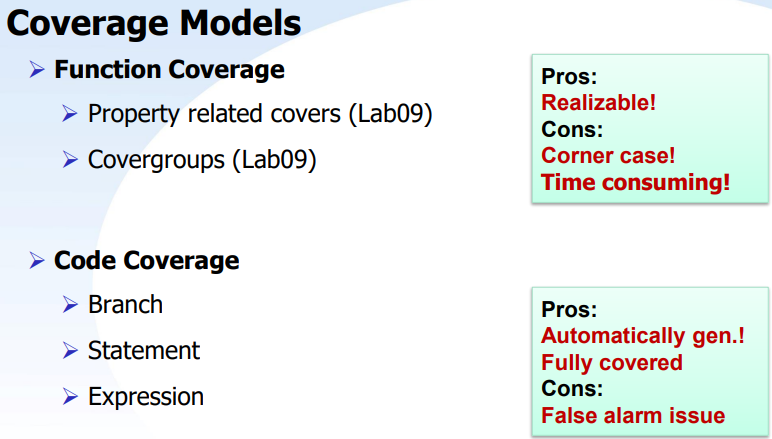 Coverage Models
Function Coverage
Property related covers (Lab09)
Covergroups (Lab09)
Pros:
Realizable!
Cons:
Corner case!
Time consuming!
Code Coverage
Branch
Statement
Expression
Pros:
Automatically gen.!
Fully covered
Cons:
False alarm issue